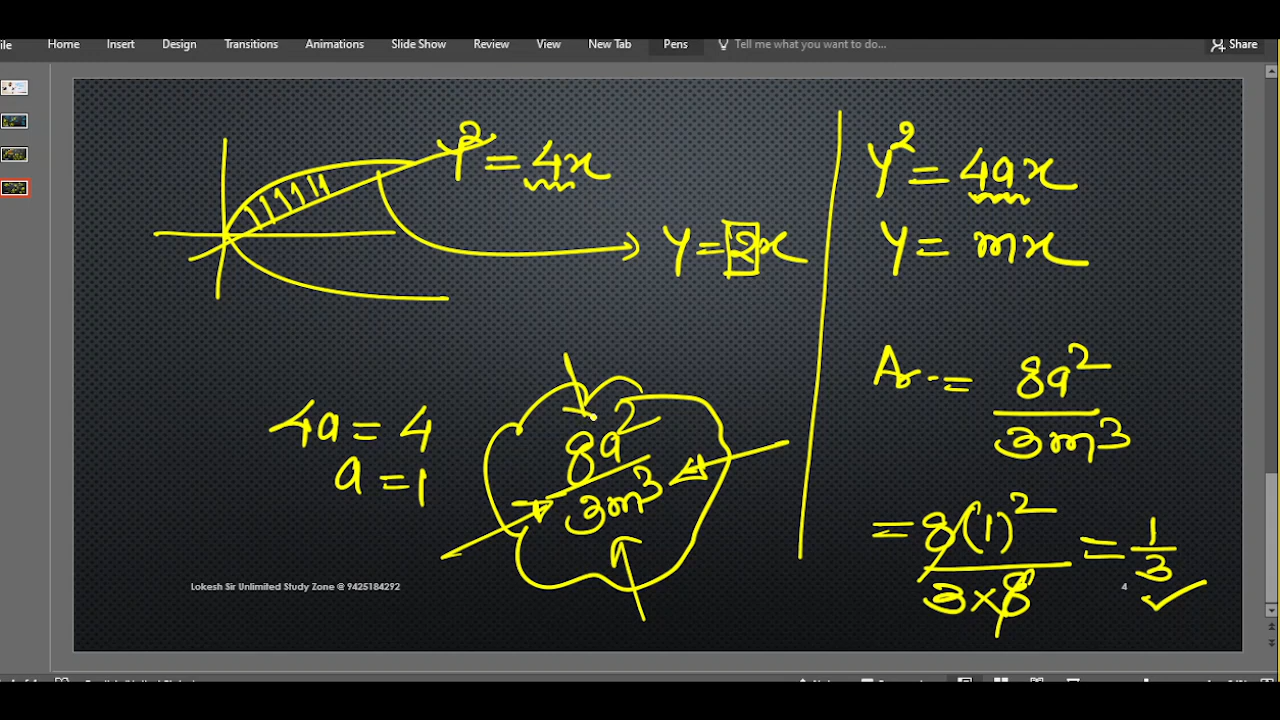 File Home Insert Design Transitions Animations Slide Show Review View New Tab Pens Tell me what you want to do... Share
Y² = 4x
Y = 2x
Y² = 4ax
Y = mx
4a = 4
a = 1
8a²
3m³
Ar. = 8a²/3m³
= 8(1)²/3×8 = 1/3
Lokesh Sir Unlimited Study Zone @ 9425184292
4